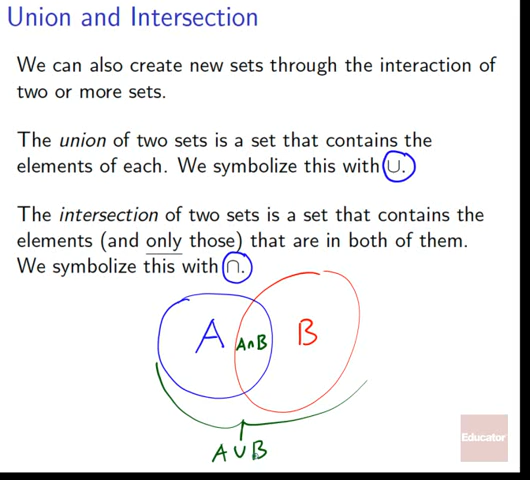 Union and Intersection
We can also create new sets through the interaction of
two or more sets.
The union of two sets is a set that contains the
elements of each. We symbolize this with ∪.
The intersection of two sets is a set that contains the
elements (and only those) that are in both of them.
We symbolize this with ∩.
A A∩B B
A∪B
Educator